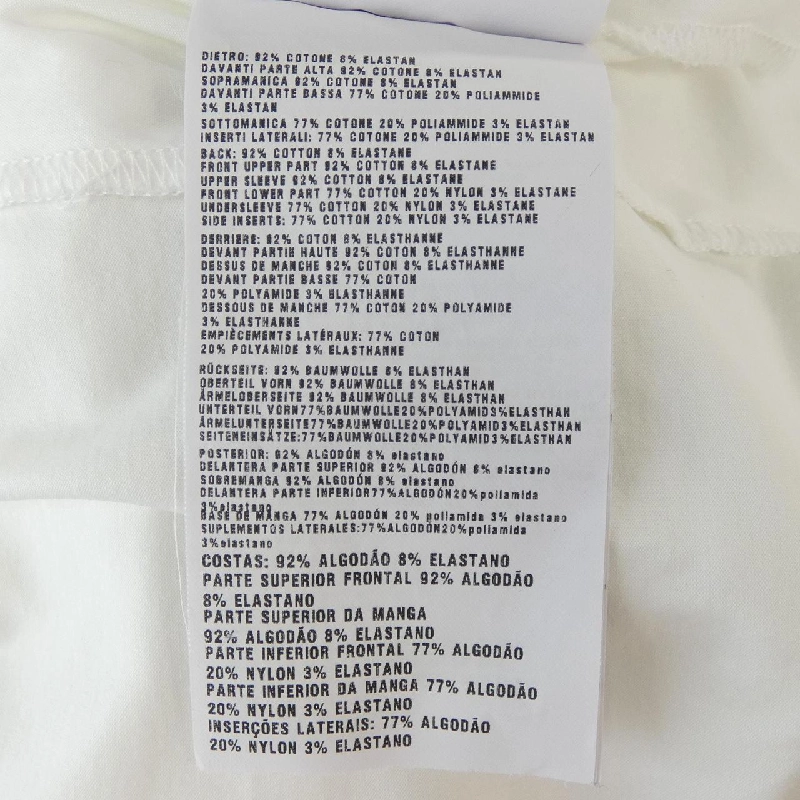 DIETRO: 92% COTONE 8% ELASTAN
DAVANTI PARTE ALTA 92% COTONE 8% ELASTAN
SOPRAMANICA 92% COTONE 8% ELASTAN
DAVANTI PARTE BASSA 77% COTONE 20% POLIAMMIDE
3% ELASTAN
SOTTOMANICA 77% COTONE 20% POLIAMMIDE 3% ELASTAN
INSERTI LATERALI: 77% COTONE 20% POLIAMMIDE 3% ELASTAN
BACK: 92% COTTON 8% ELASTANE
FRONT UPPER PART 92% COTTON 8% ELASTANE
UPPER SLEEVE 92% COTTON 8% ELASTANE
FRONT LOWER PART 77% COTTON 20% NYLON 3% ELASTANE
UNDERSLEEVE 77% COTTON 20% NYLON 3% ELASTANE
SIDE INSERTS: 77% COTTON 20% NYLON 3% ELASTANE
DERRIERE: 92% COTON 8% ELASTHANNE
DEVANT PARTIE HAUTE 92% COTON 8% ELASTHANNE
DESSUS DE MANCHE 92% COTON 8% ELASTHANNE
DEVANT PARTIE BASSE 77% COTON
20% POLYAMIDE 3% ELASTHANNE
DESSOUS DE MANCHE 77% COTON 20% POLYAMIDE
3% ELASTHANNE
EMPIÈCEMENTS LATÉRAUX: 77% COTON
20% POLYAMIDE 3% ELASTHANNE
RÜCKSEITE: 92% BAUMWOLLE 8% ELASTHAN
OBERTEIL VORN 92% BAUMWOLLE 8% ELASTHAN
ÄRMELOBERSEITE 92% BAUMWOLLE 8% ELASTHAN
UNTERTEIL VORN77%BAUMWOLLE20%POLYAMID3%ELASTHAN
ÄRMELUNTERSEITE77%BAUMWOLLE20%POLYAMID3%ELASTHAN
SEITENEINSÄTZE:77%BAUMWOLLE20%POLYAMID3%ELASTHAN
POSTERIOR: 92% ALGODÓN 8% elastano
DELANTERA PARTE SUPERIOR 92% ALGODÓN 8% elastano
SOBREMANGA 92% ALGODÓN 8% elastano
DELANTERA PARTE INFERIOR77%ALGODÓN20%poliamida
3%elastano
BASE DE MANGA 77% ALGODÓN 20% poliamida 3% elastano
SUPLEMENTOS LATERALES:77%ALGODÓN20%poliamida
3%elastano
COSTAS: 92% ALGODÃO 8% ELASTANO
PARTE SUPERIOR FRONTAL 92% ALGODÃO
8% ELASTANO
PARTE SUPERIOR DA MANGA
92% ALGODÃO 8% ELASTANO
PARTE INFERIOR FRONTAL 77% ALGODÃO
20% NYLON 3% ELASTANO
PARTE INFERIOR DA MANGA 77% ALGODÃO
20% NYLON 3% ELASTANO
INSERÇÕES LATERAIS: 77% ALGODÃO
20% NYLON 3% ELASTANO